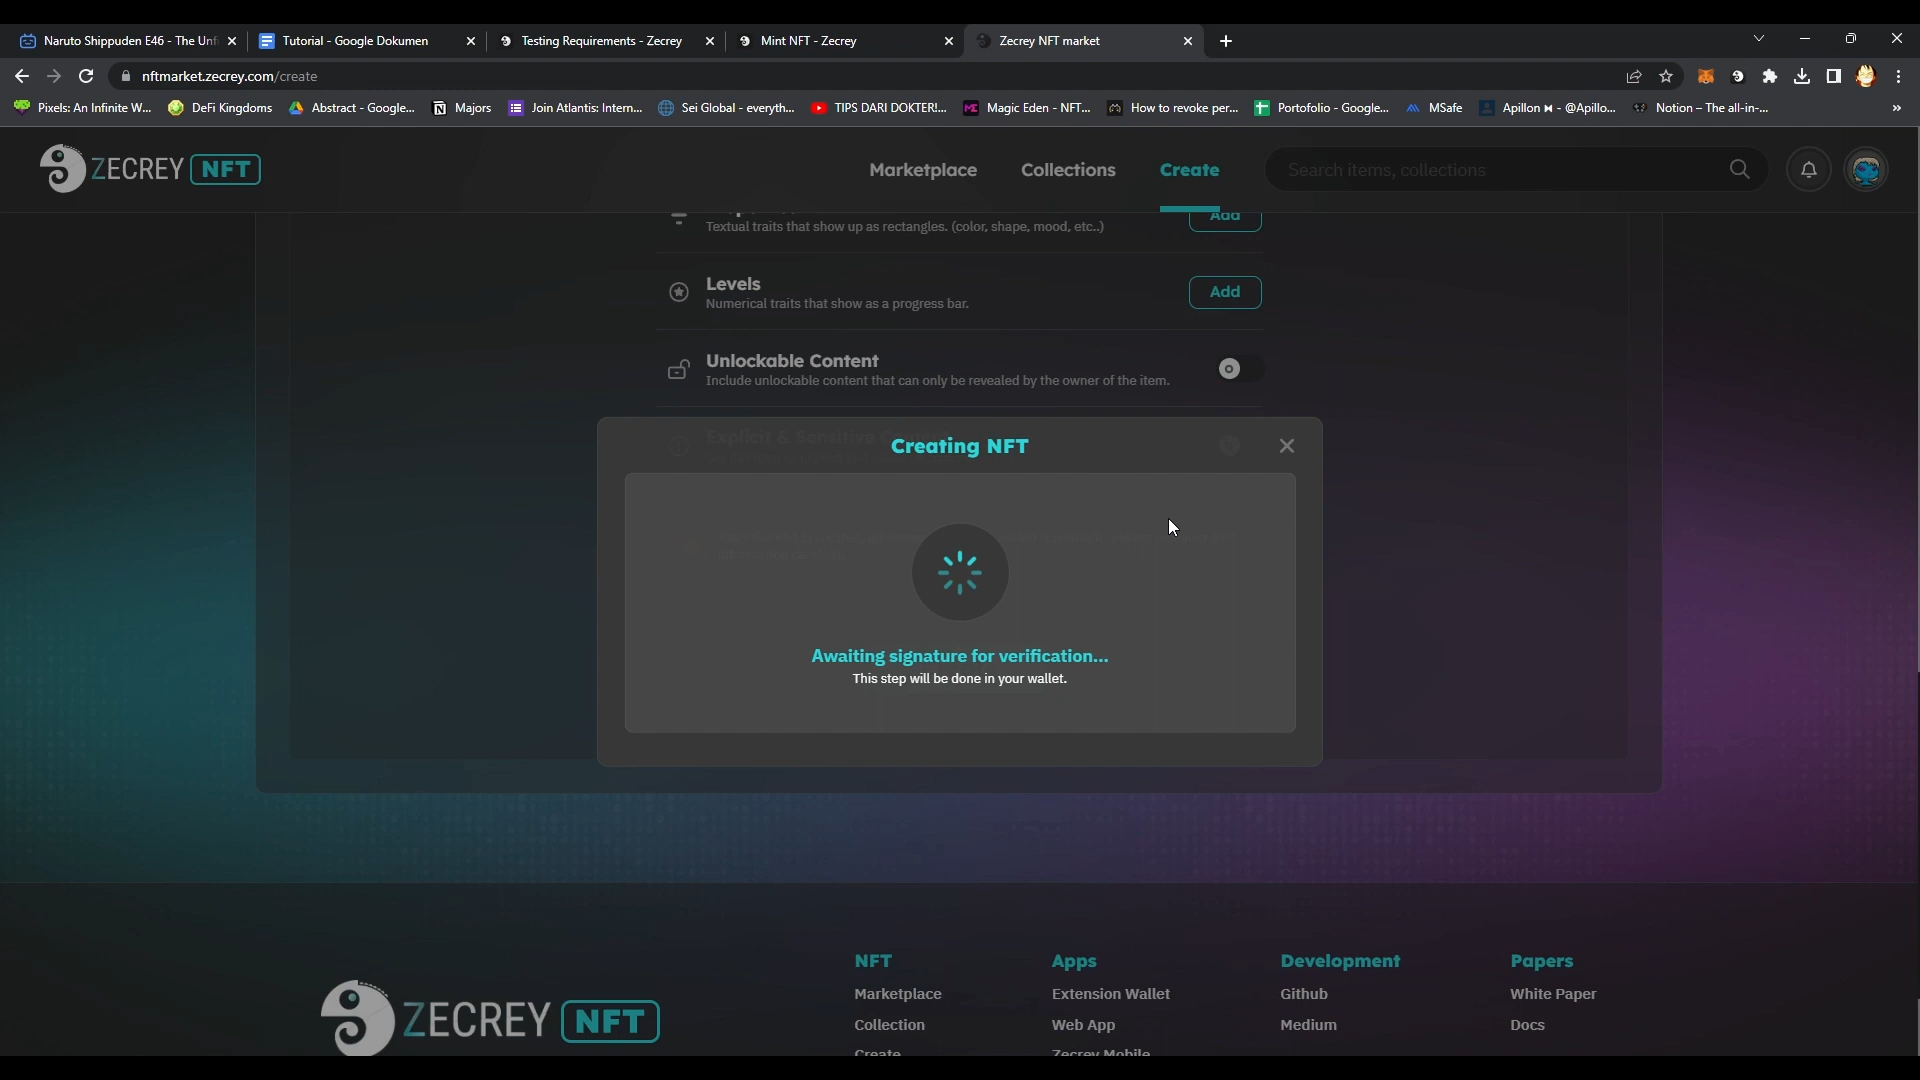 Naruto Shippuden E46 - The Unf
Tutorial - Google Dokumen
Testing Requirements - Zecrey
Mint NFT - Zecrey
Zecrey NFT market
nftmarket.zecrey.com/create
Pixels: An Infinite W...
DeFi Kingdoms
Abstract - Google...
Majors
Join Atlantis: Intern...
Sei Global - everyth...
TIPS DARI DOKTER!...
Magic Eden - NFT...
How to revoke per...
Portofolio - Google...
MSafe
Apillon ⧓ - @Apillo...
Notion – The all-in-...
ZECREY NFT
Marketplace
Collections
Create
Search items, collections
Add
Textual traits that show up as rectangles. (color, shape, mood, etc..)
Levels
Numerical traits that show as a progress bar.
Add
Unlockable Content
Include unlockable content that can only be revealed by the owner of the item.
Explicit & Sensitive
Creating NFT
Awaiting signature for verification...
This step will be done in your wallet.
ZECREY NFT
NFT
Marketplace
Collection
Create
Apps
Extension Wallet
Web App
Zecrey Mobile
Development
Github
Medium
Papers
White Paper
Docs